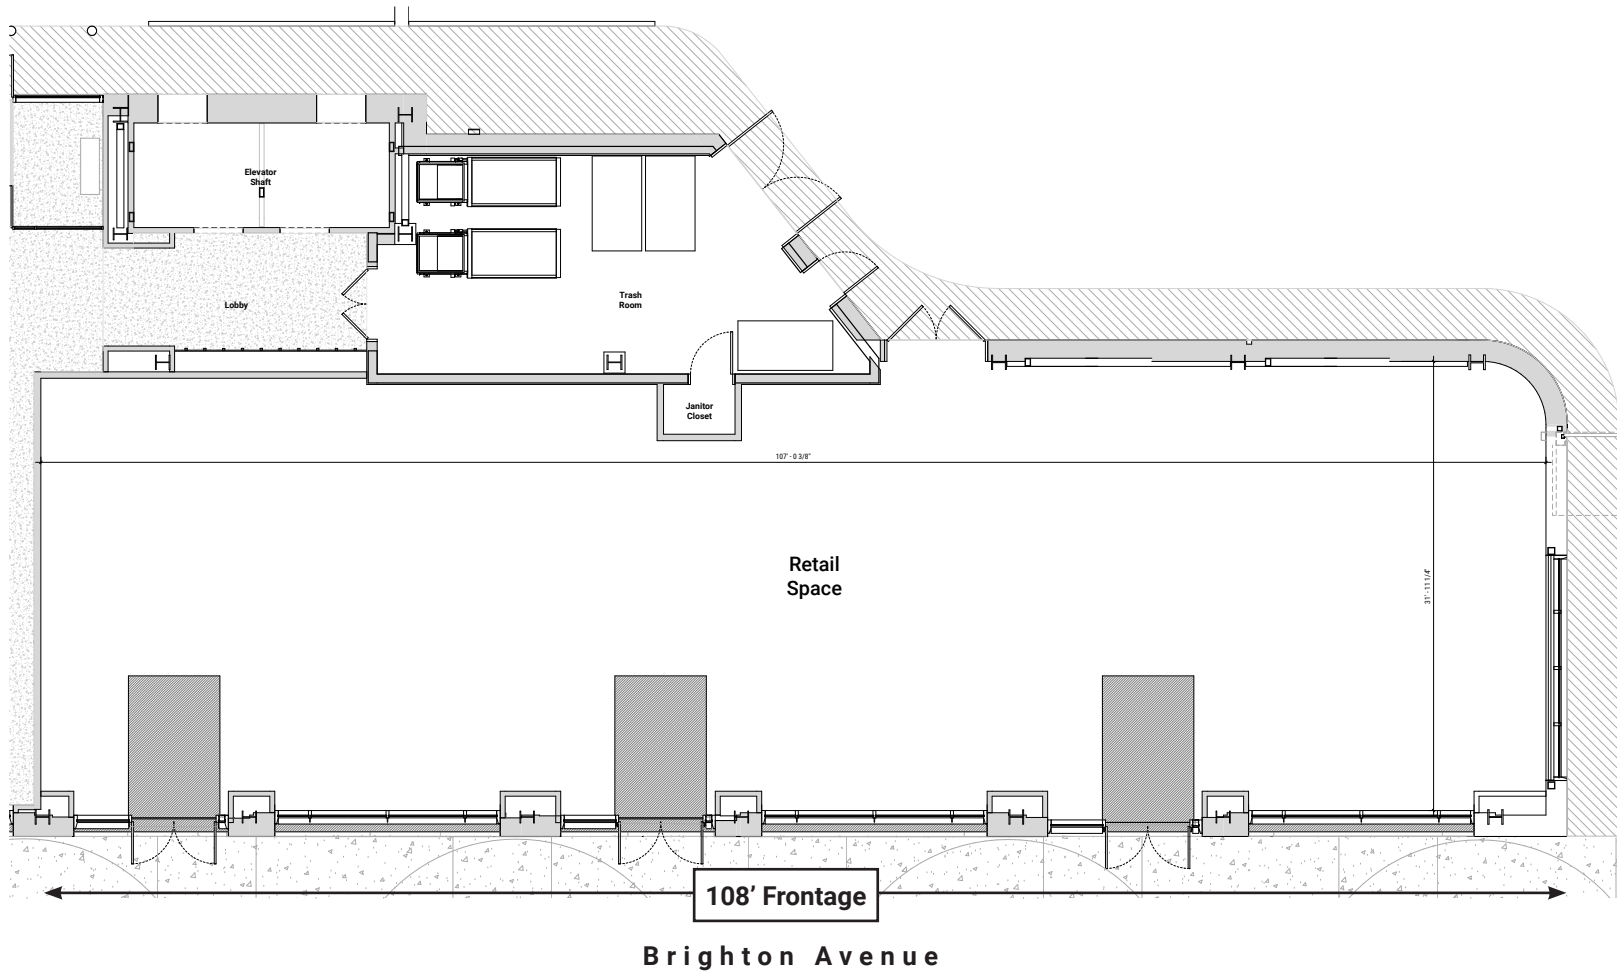 Elevator
Shaft
Lobby
Trash
Room
Janitor
Closet
107' - 0 3/8"
Retail
Space
31' - 11 1/4"
108’ Frontage
Brighton Avenue